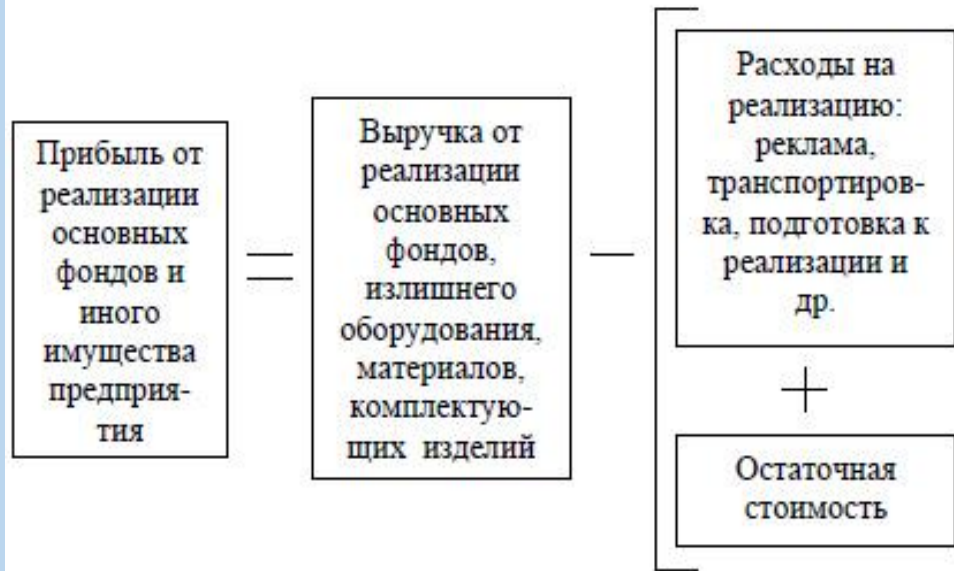 Прибыль от
реализации
основных
фондов и
иного
имущества
предприя-
тия
=
Выручка от
реализации
основных
фондов,
излишнего
оборудования,
материалов,
комплектую-
щих изделий
—
Расходы на
реализацию:
реклама,
транспортиров-
ка, подготовка к
реализации и
др.
+
Остаточная
стоимость